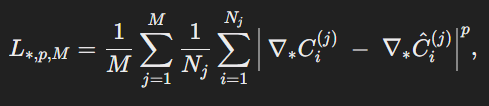 L_{*,p,M} = \frac{1}{M} \sum_{j=1}^{M} \frac{1}{N_j} \sum_{i=1}^{N_j} \left| \nabla_* C_i^{(j)} - \nabla_* \hat{C}_i^{(j)} \right|^p,